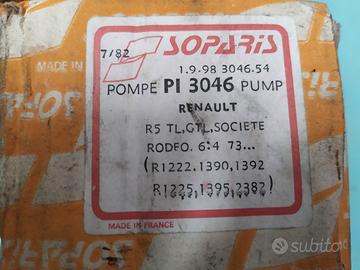 7/82
SOPARIS
1.9.98 3046.54
POMPE PI 3046 PUMP
RENAULT
R5 TL,GTL,SOCIETE
RODEO. 6:4 73...
(R1222,1390,1392
R1225,1395,2382)
MADE IN FRANCE
SOPARIS
subito